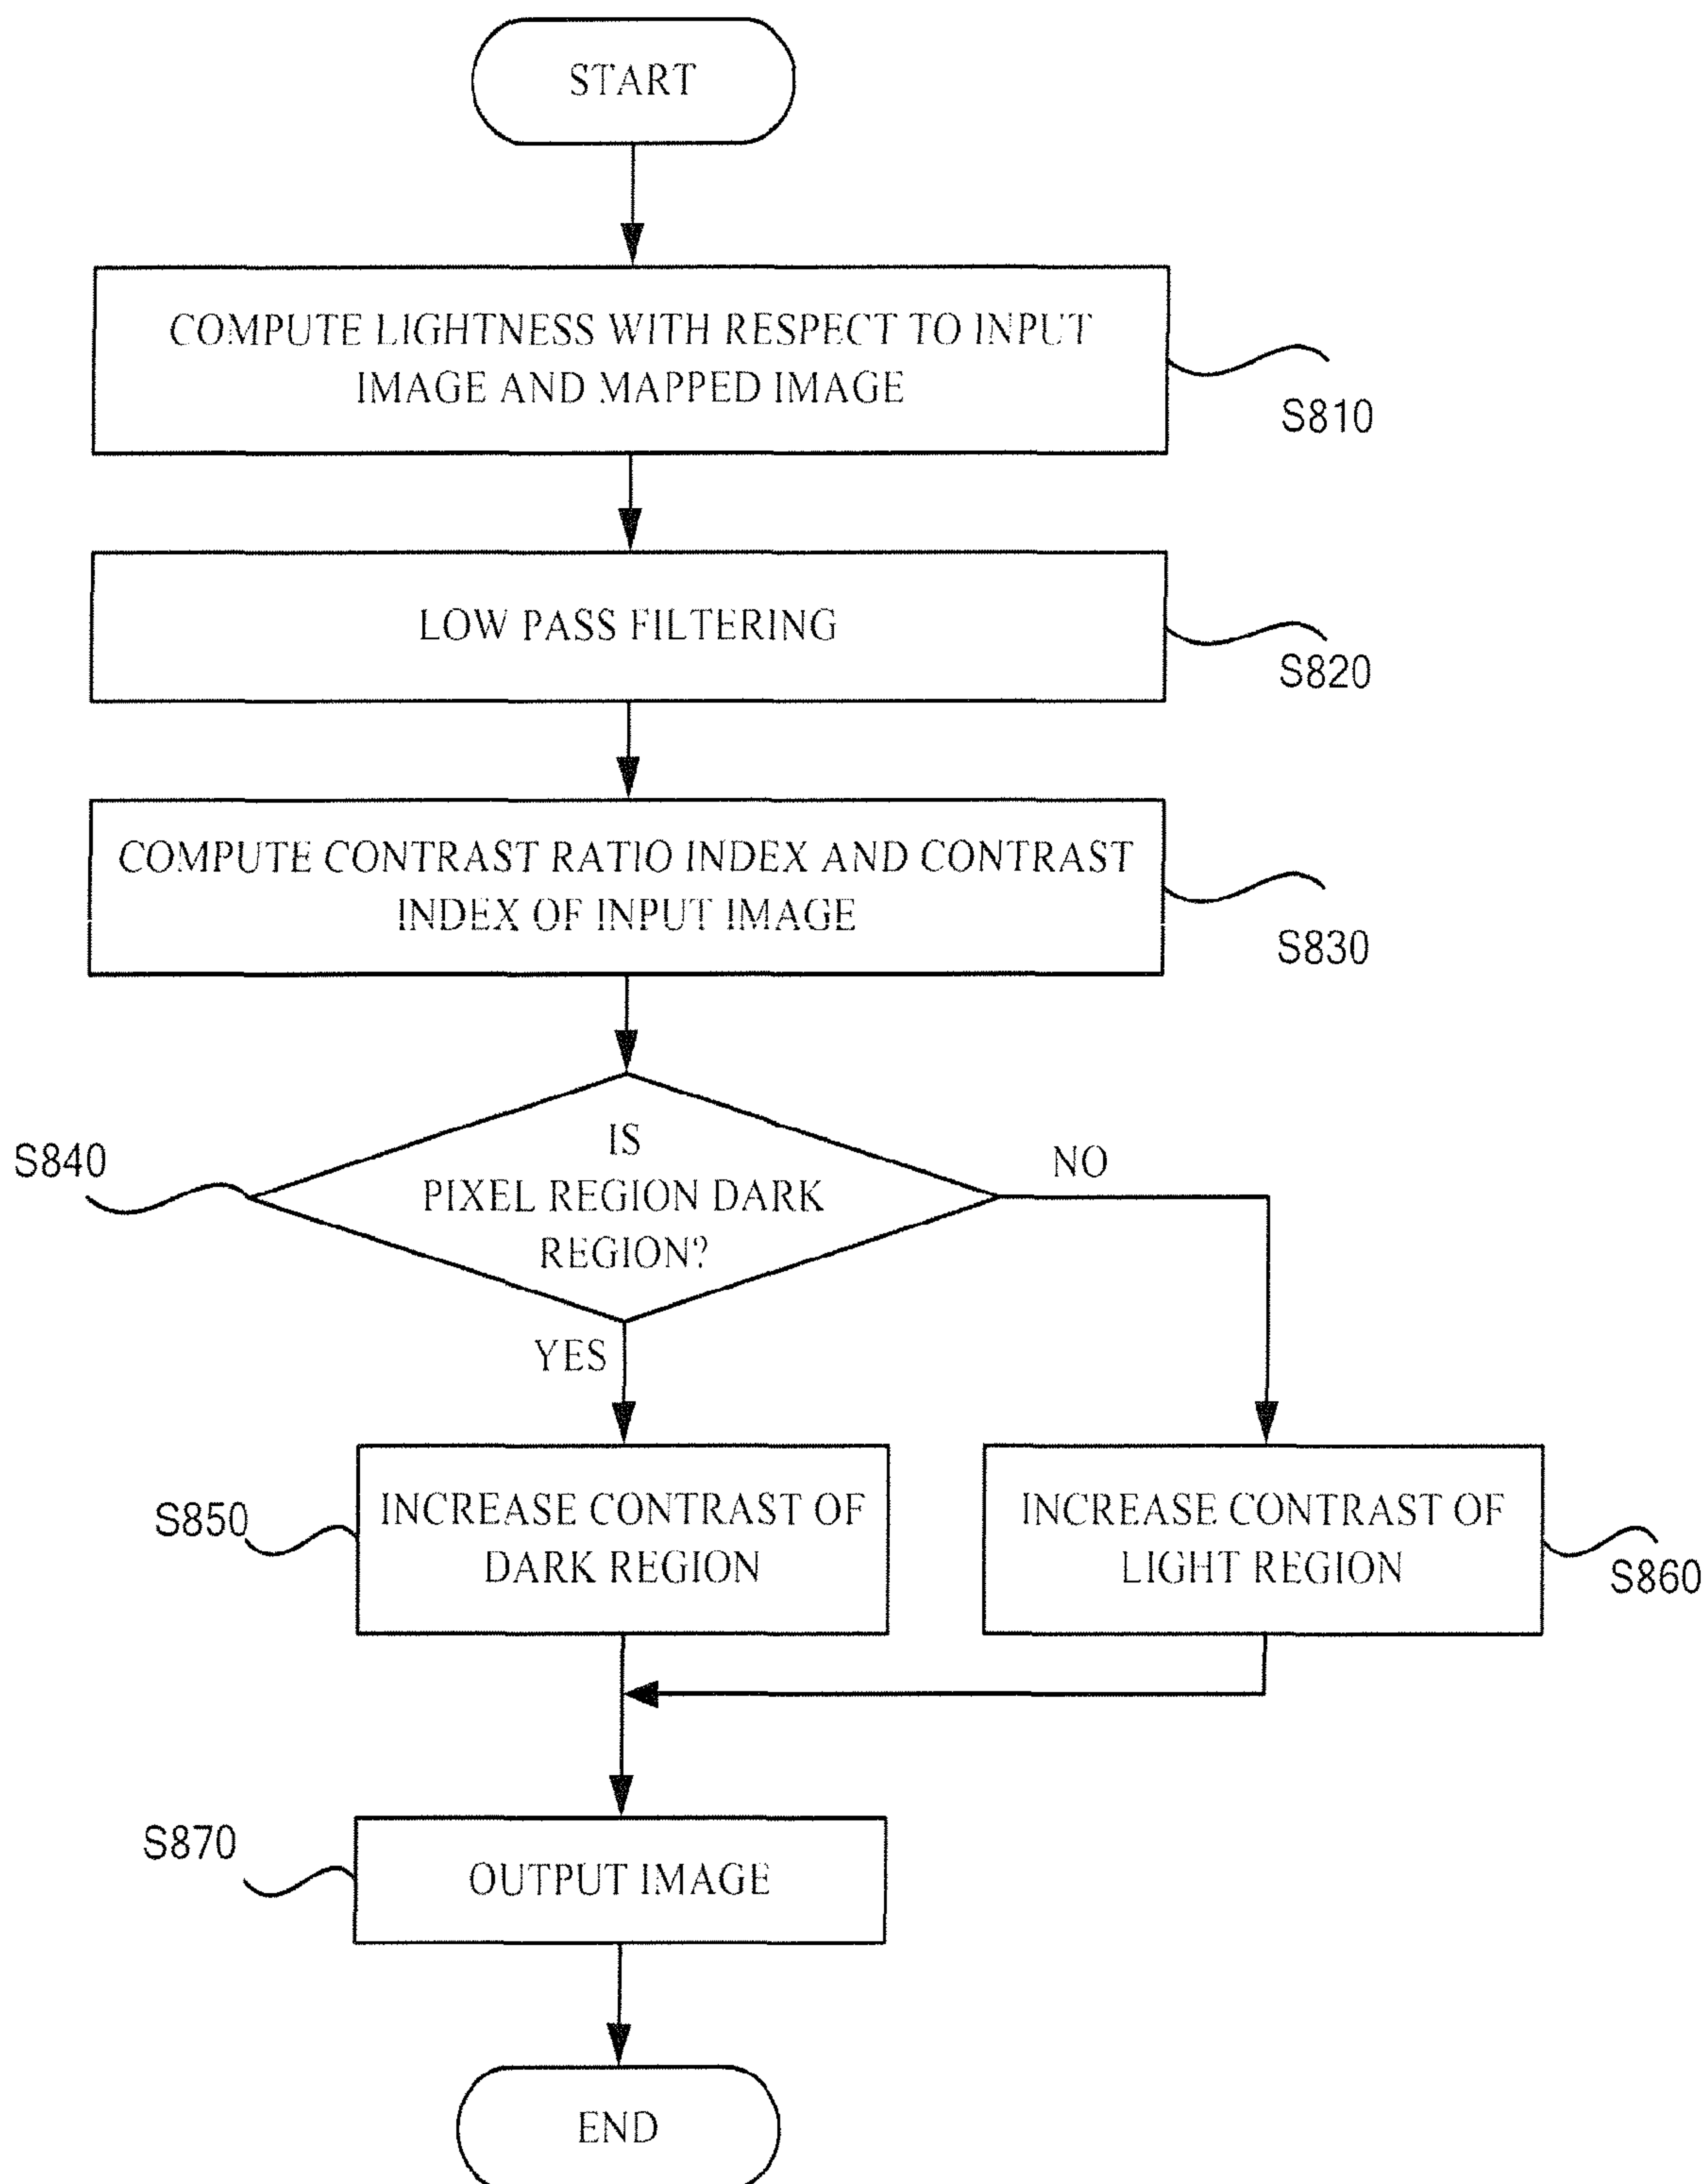 START
COMPUTE LIGHTNESS WITH RESPECT TO INPUT
IMAGE AND MAPPED IMAGE
S810
LOW PASS FILTERING
S820
COMPUTE CONTRAST RATIO INDEX AND CONTRAST
INDEX OF INPUT IMAGE
S830
S840
IS
PIXEL REGION DARK
REGION?
NO
YES
S850
INCREASE CONTRAST OF
DARK REGION
INCREASE CONTRAST OF
LIGHT REGION
S860
S870
OUTPUT IMAGE
END